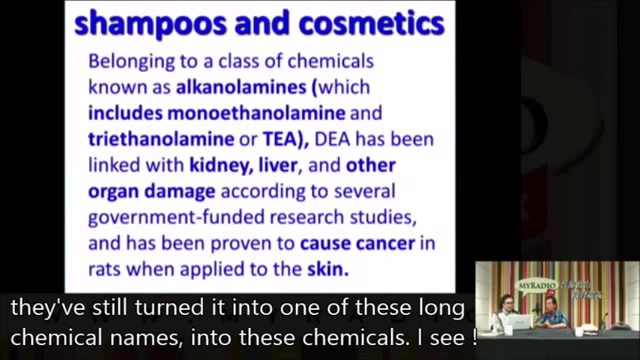 shampoos and cosmetics
Belonging to a class of chemicals
known as alkanolamines (which
includes monoethanolamine and
triethanolamine or TEA), DEA has been
linked with kidney, liver, and other
organ damage according to several
government-funded research studies,
and has been proven to cause cancer in
rats when applied to the skin.
MYRADIO
they've still turned it into one of these long
chemical names, into these chemicals. I see !